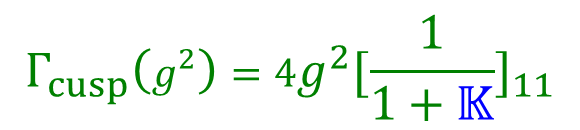 Γcusp(g²) = 4g²[1/(1 + 𝕂)]₁₁